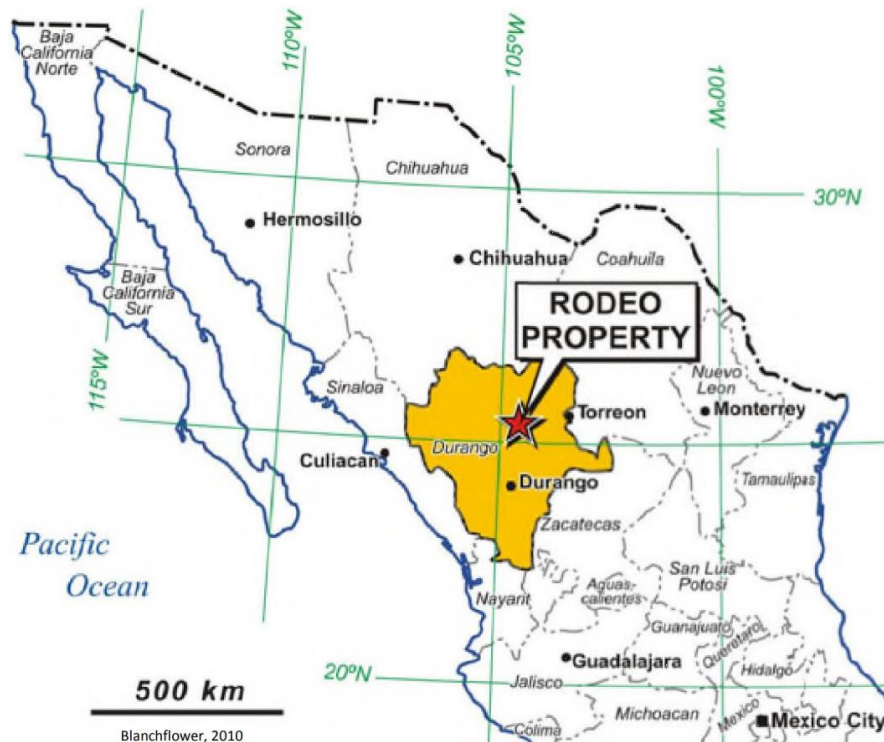 Baja
California
Norte
110ºW
105ºW
100ºW
Sonora
Chihuahua
30ºN
Hermosillo
Chihuahua
Coahuila
Baja
California
Sur
RODEO
PROPERTY
115ºW
Sinaloa
Nuevo
Leon
Torreon
Monterrey
Culiacan
Durango
Durango
Tamaulipas
Zacatecas
Pacific
Ocean
San Luis
Potosi
Nayarit
Aguas-
calientes
Guanajuato
Queretaro
Guadalajara
Hidalgo
20ºN
Jalisco
500 km
Michoacan
Mexico
Mexico City
Colima
Blanchflower, 2010